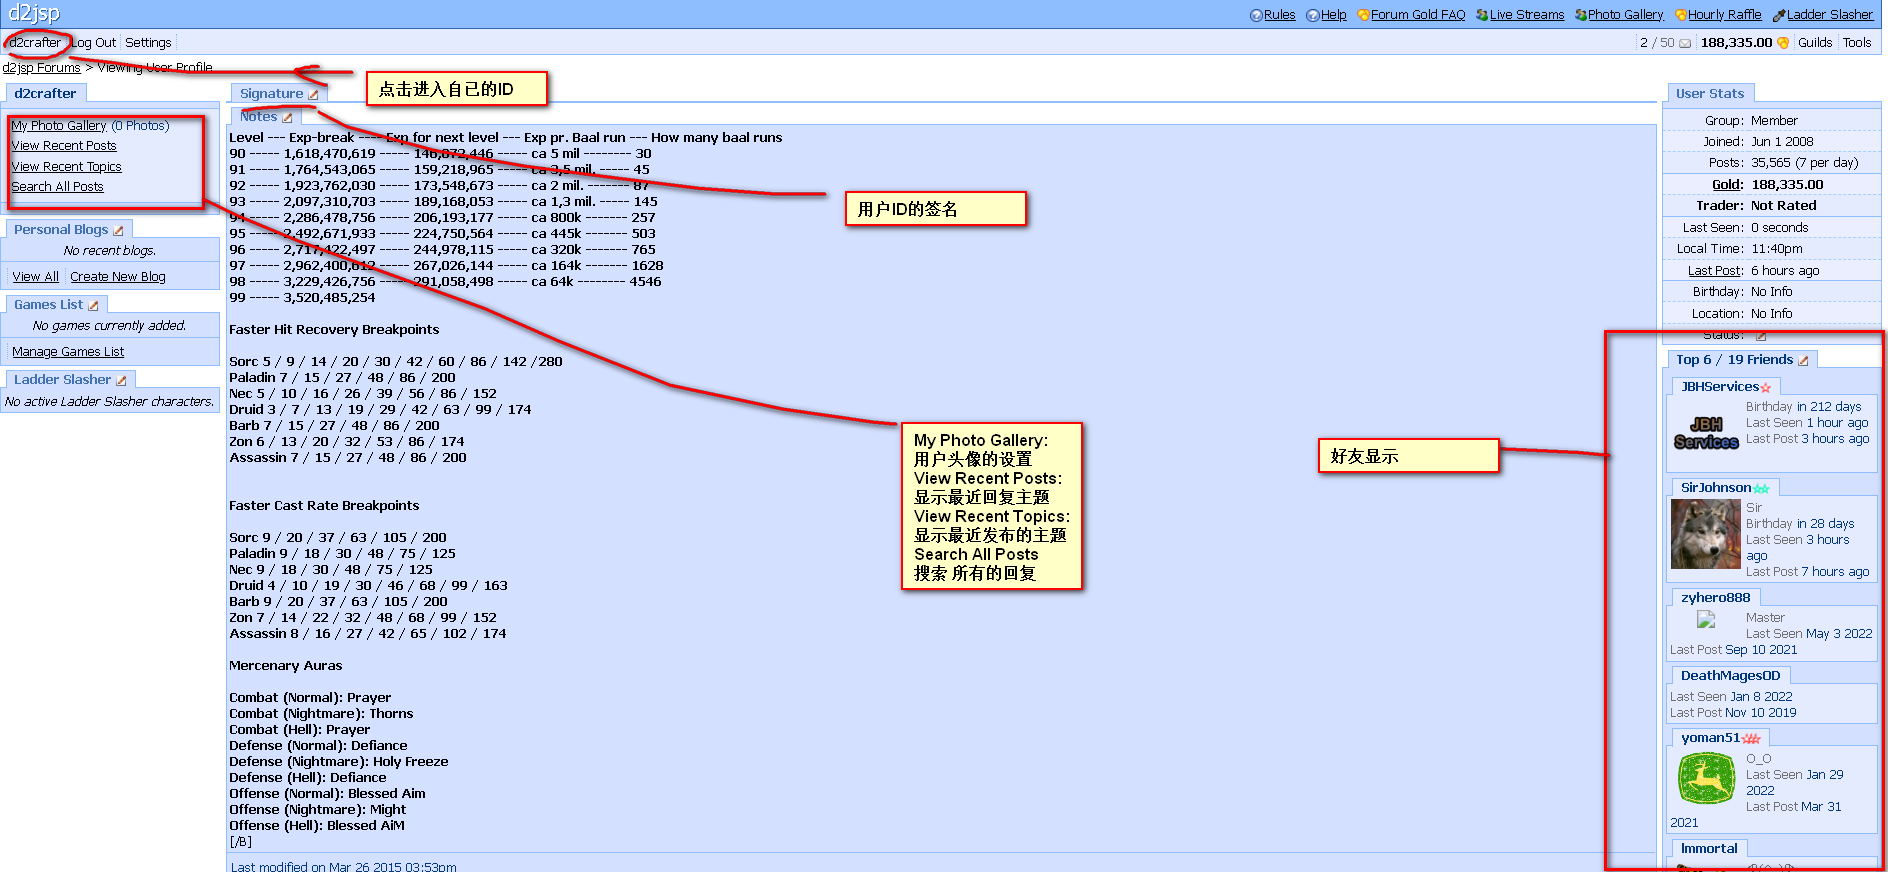 d2jsp
Rules Help Forum Gold FAQ Live Streams Photo Gallery Hourly Raffle Ladder Slasher
d2crafter Log Out Settings
2 / 50 188,335.00 Guilds Tools
d2jsp Forums > Viewing User Profile
点击进入自己的ID
d2crafter
My Photo Gallery (0 Photos)
View Recent Posts
View Recent Topics
Search All Posts
Personal Blogs
No recent blogs.
View All Create New Blog
Games List
No games currently added.
Manage Games List
Ladder Slasher
No active Ladder Slasher characters.
Signature
Notes
Level --- Exp-break ---- Exp for next level --- Exp pr. Baal run --- How many baal runs
90 ----- 1,618,470,619 ----- 146,072,446 ----- ca 5 mil -------- 30
91 ----- 1,764,543,065 ----- 159,218,965 ----- ca 3,5 mil. ----- 45
92 ----- 1,923,762,030 ----- 173,548,673 ----- ca 2 mil. ------- 87
93 ----- 2,097,310,703 ----- 189,168,053 ----- ca 1,3 mil. ----- 145
94 ----- 2,286,478,756 ----- 206,193,177 ----- ca 800k ------- 257
95 ----- 2,492,671,933 ----- 224,750,564 ----- ca 445k ------- 503
96 ----- 2,717,422,497 ----- 244,978,115 ----- ca 320k ------- 765
97 ----- 2,962,400,612 ----- 267,026,144 ----- ca 164k ------- 1628
98 ----- 3,229,426,756 ----- 291,058,498 ----- ca 64k -------- 4546
99 ----- 3,520,485,254
Faster Hit Recovery Breakpoints
Sorc 5 / 9 / 14 / 20 / 30 / 42 / 60 / 86 / 142 /280
Paladin 7 / 15 / 27 / 48 / 86 / 200
Nec 5 / 10 / 16 / 26 / 39 / 56 / 86 / 152
Druid 3 / 7 / 13 / 19 / 29 / 42 / 63 / 99 / 174
Barb 7 / 15 / 27 / 48 / 86 / 200
Zon 6 / 13 / 20 / 32 / 53 / 86 / 174
Assassin 7 / 15 / 27 / 48 / 86 / 200
Faster Cast Rate Breakpoints
Sorc 9 / 20 / 37 / 63 / 105 / 200
Paladin 9 / 18 / 30 / 48 / 75 / 125
Nec 9 / 18 / 30 / 48 / 75 / 125
Druid 4 / 10 / 19 / 30 / 46 / 68 / 99 / 163
Barb 9 / 20 / 37 / 63 / 105 / 200
Zon 7 / 14 / 22 / 32 / 48 / 68 / 99 / 152
Assassin 8 / 16 / 27 / 42 / 65 / 102 / 174
Mercenary Auras
Combat (Normal): Prayer
Combat (Nightmare): Thorns
Combat (Hell): Prayer
Defense (Normal): Defiance
Defense (Nightmare): Holy Freeze
Defense (Hell): Defiance
Offense (Normal): Blessed Aim
Offense (Nightmare): Might
Offense (Hell): Blessed AiM
[/B]
Last modified on Mar 26 2015 03:53pm
用户ID的签名
My Photo Gallery:
用户头像的设置
View Recent Posts:
显示最近回复主题
View Recent Topics:
显示最近发布的主题
Search All Posts
搜索 所有的回复
好友显示
User Stats
Group: Member
Joined: Jun 1 2008
Posts: 35,565 (7 per day)
Gold: 188,335.00
Trader: Not Rated
Last Seen: 0 seconds
Local Time: 11:40pm
Last Post: 6 hours ago
Birthday: No Info
Location: No Info
Status:
Top 6 / 19 Friends
JBHServices
JBH
Services
Birthday in 212 days
Last Seen 1 hour ago
Last Post 3 hours ago
SirJohnson
Sir
Birthday in 28 days
Last Seen 3 hours
ago
Last Post 7 hours ago
zyhero888
Master
Last Seen May 3 2022
Last Post Sep 10 2021
DeathMagesOD
Last Seen Jan 8 2022
Last Post Nov 10 2019
yoman51
O_O
Last Seen Jan 29
2022
Last Post Mar 31
2021
Immortal